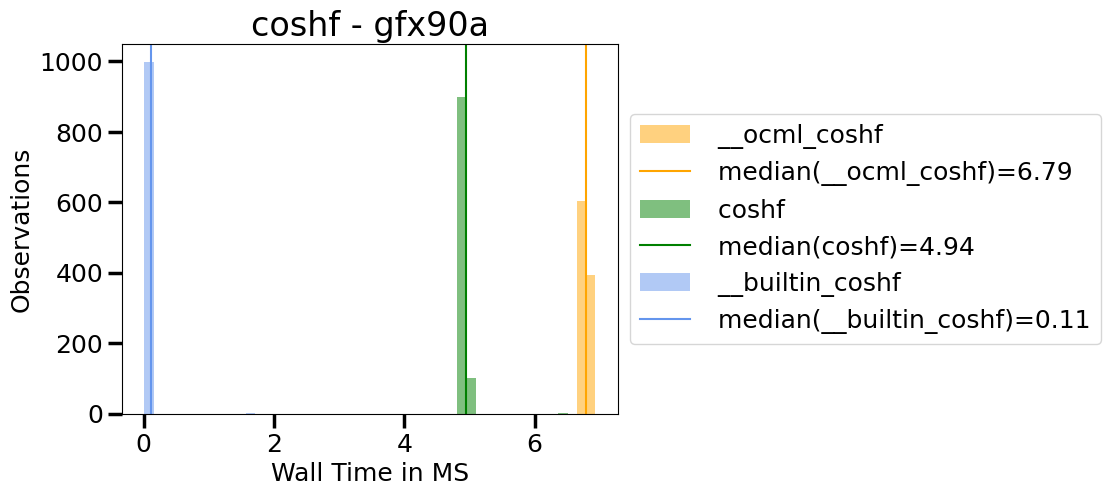 coshf - gfx90a
Observations
1000
800
600
400
200
0
0 2 4 6
Wall Time in MS
__ocml_coshf
median(__ocml_coshf)=6.79
coshf
median(coshf)=4.94
__builtin_coshf
median(__builtin_coshf)=0.11